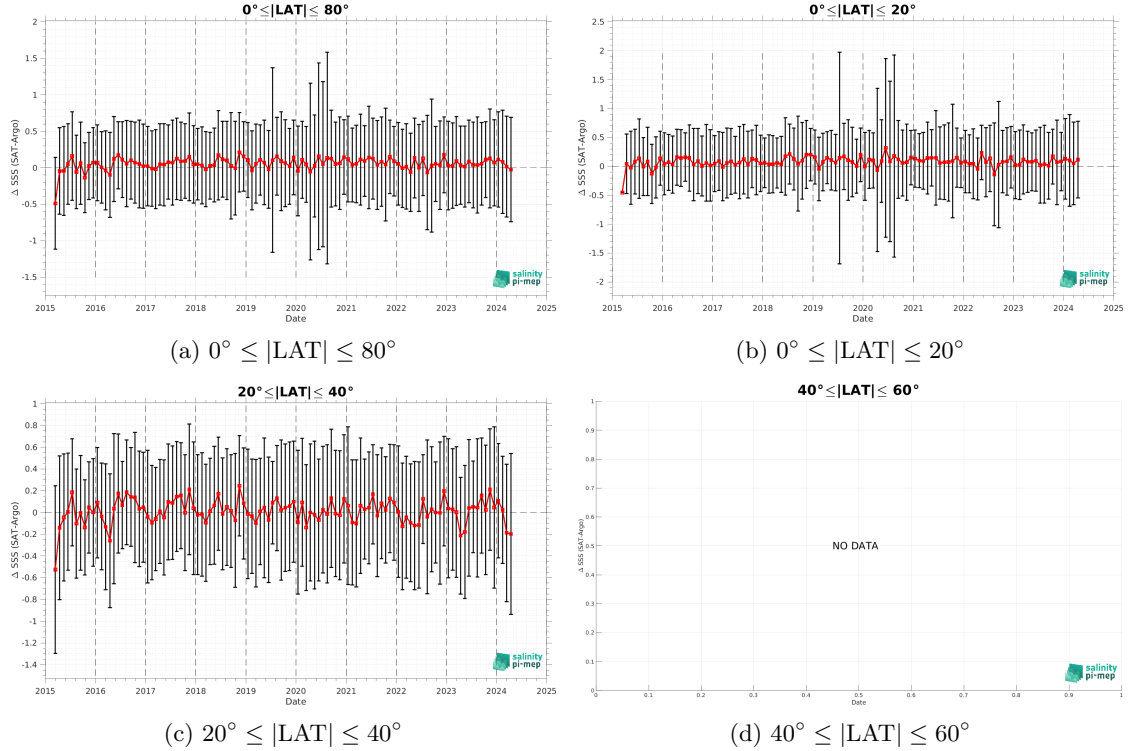 0°≤|LAT|≤ 80°
2
1.5
1
0.5
0
-0.5
-1
-1.5
Δ SSS (SAT-Argo)
2015 2016 2017 2018 2019 2020 2021 2022 2023 2024 2025
Date
salinity
pi-mep
(a) 0° ≤ |LAT| ≤ 80°
0°≤|LAT|≤ 20°
2.5
2
1.5
1
0.5
0
-0.5
-1
-1.5
-2
Δ SSS (SAT-Argo)
2015 2016 2017 2018 2019 2020 2021 2022 2023 2024 2025
Date
salinity
pi-mep
(b) 0° ≤ |LAT| ≤ 20°
20°≤|LAT|≤ 40°
1
0.8
0.6
0.4
0.2
0
-0.2
-0.4
-0.6
-0.8
-1
-1.2
-1.4
Δ SSS (SAT-Argo)
2015 2016 2017 2018 2019 2020 2021 2022 2023 2024 2025
Date
salinity
pi-mep
(c) 20° ≤ |LAT| ≤ 40°
40°≤|LAT|≤ 60°
1
0.9
0.8
0.7
0.6
0.5
0.4
0.3
0.2
0.1
0
Δ SSS (SAT-Argo)
NO DATA
0 0.1 0.2 0.3 0.4 0.5 0.6 0.7 0.8 0.9 1
Date
salinity
pi-mep
(d) 40° ≤ |LAT| ≤ 60°